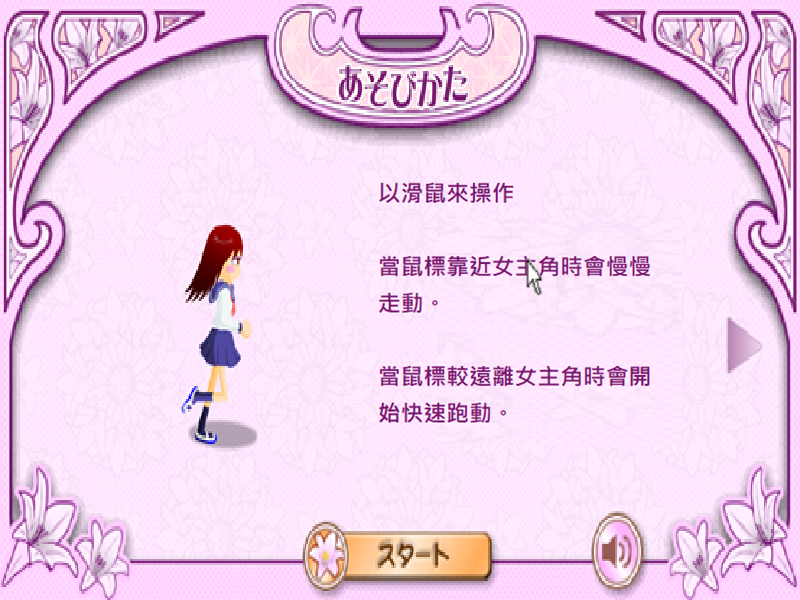 あそびかた
以滑鼠來操作
當鼠標靠近女主角時會慢慢
走動。
當鼠標較遠離女主角時會開
始快速跑動。
スタート